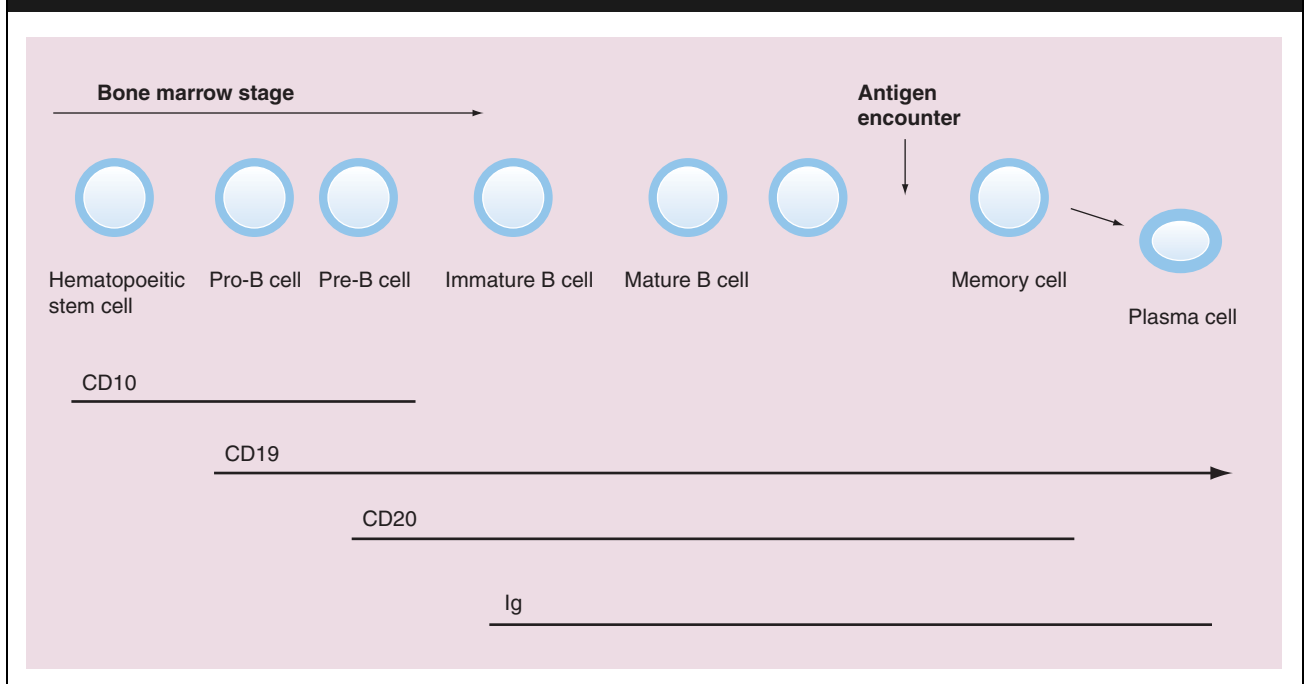 Bone marrow stage
Antigen
encounter
Hematopoeitic
stem cell
Pro-B cell
Pre-B cell
Immature B cell
Mature B cell
Memory cell
Plasma cell
CD10
CD19
CD20
Ig